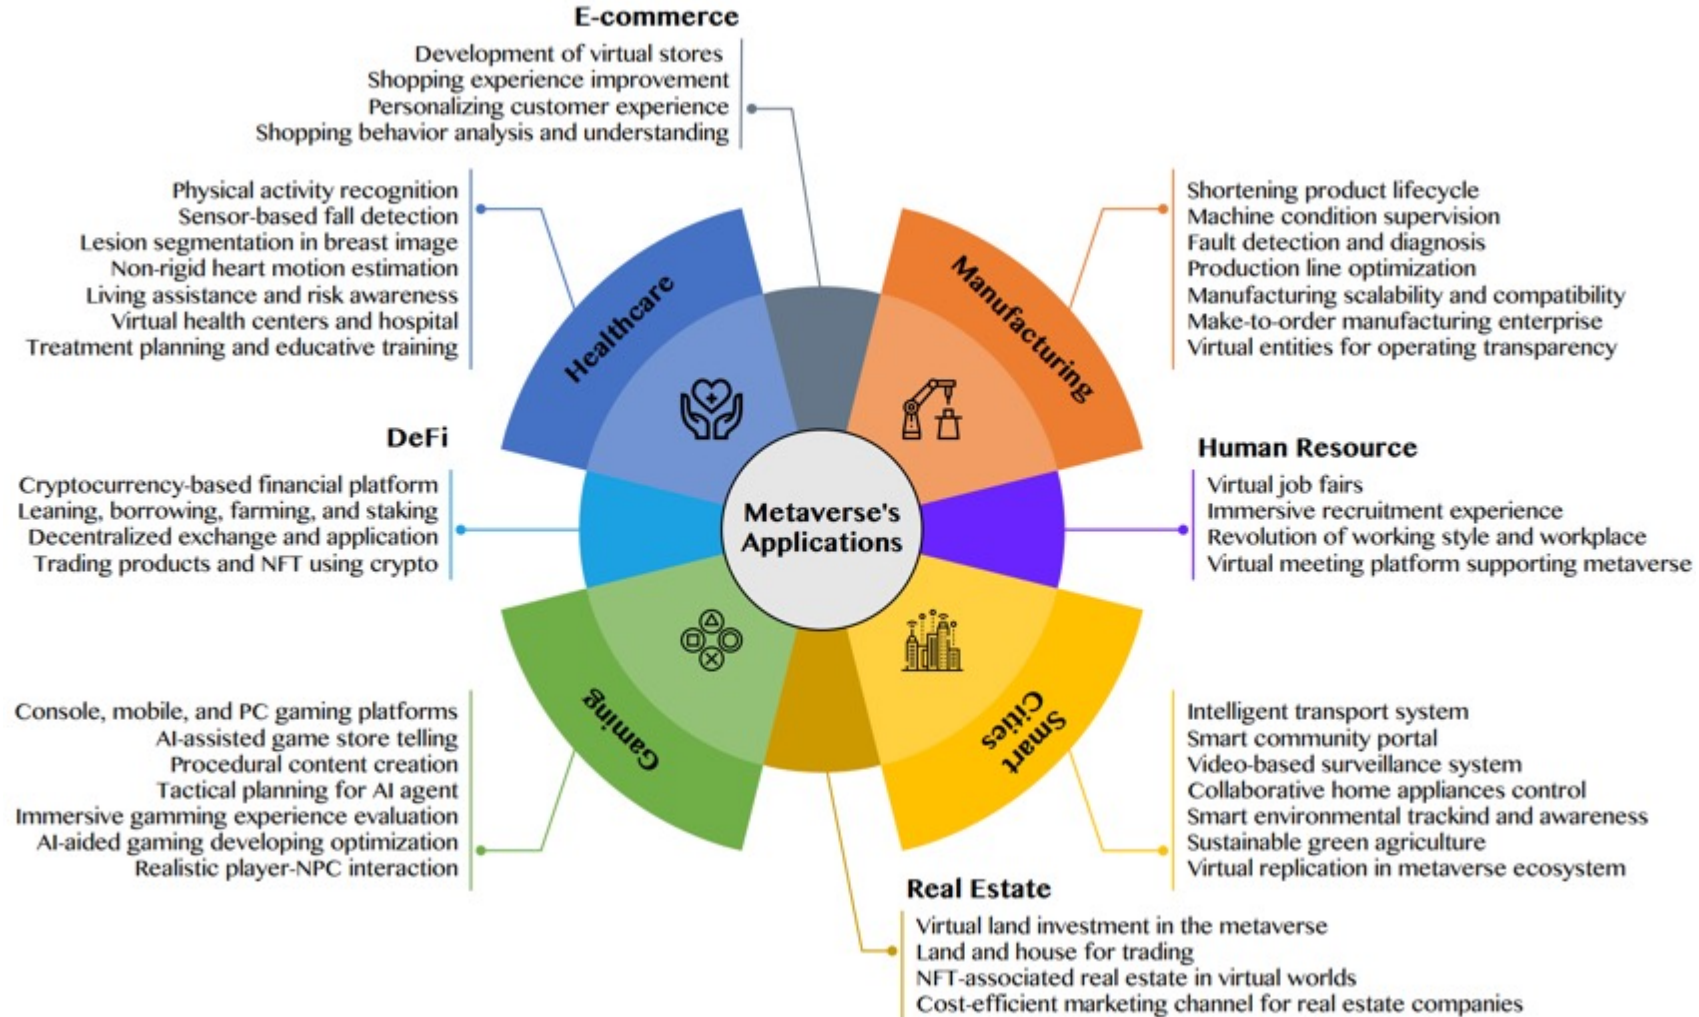 E-commerce
Development of virtual stores
Shopping experience improvement
Personalizing customer experience
Shopping behavior analysis and understanding
Physical activity recognition
Sensor-based fall detection
Lesion segmentation in breast image
Non-rigid heart motion estimation
Living assistance and risk awareness
Virtual health centers and hospital
Treatment planning and educative training
Healthcare
Manufacturing
Shortening product lifecycle
Machine condition supervision
Fault detection and diagnosis
Production line optimization
Manufacturing scalability and compatibility
Make-to-order manufacturing enterprise
Virtual entities for operating transparency
DeFi
Cryptocurrency-based financial platform
Leaning, borrowing, farming, and staking
Decentralized exchange and application
Trading products and NFT using crypto
Metaverse's
Applications
Human Resource
Virtual job fairs
Immersive recruitment experience
Revolution of working style and workplace
Virtual meeting platform supporting metaverse
Console, mobile, and PC gaming platforms
AI-assisted game store telling
Procedural content creation
Tactical planning for AI agent
Immersive gamming experience evaluation
AI-aided gaming developing optimization
Realistic player-NPC interaction
Gaming
Smart
Cities
Intelligent transport system
Smart community portal
Video-based surveillance system
Collaborative home appliances control
Smart environmental trackind and awareness
Sustainable green agriculture
Virtual replication in metaverse ecosystem
Real Estate
Virtual land investment in the metaverse
Land and house for trading
NFT-associated real estate in virtual worlds
Cost-efficient marketing channel for real estate companies